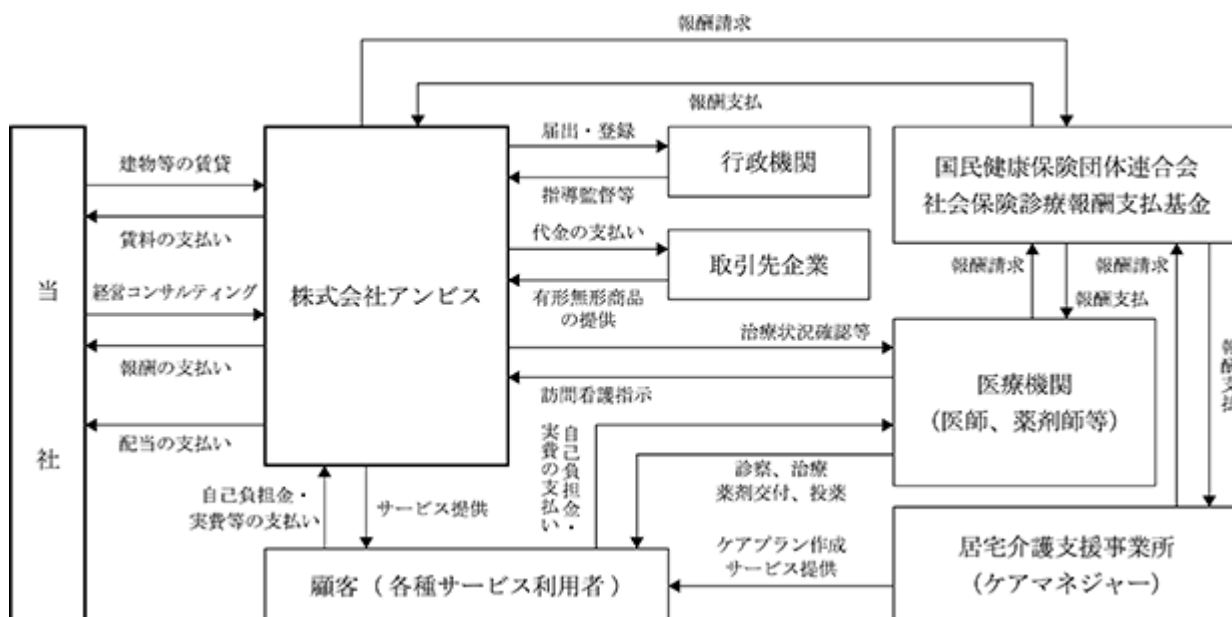 報酬請求
報酬支払
当
社
建物等の賃貸
賃料の支払い
経営コンサルティング
報酬の支払い
配当の支払い
株式会社アンビス
届出・登録
指導監督等
行政機関
代金の支払い
有形無形商品
の提供
取引先企業
国民健康保険団体連合会
社会保険診療報酬支払基金
報酬請求
報酬支払
報酬請求
報酬支払
治療状況確認等
訪問看護指示
医療機関
（医師、薬剤師等）
自己負担金・
実費の支払い
診察、治療
薬剤交付、投薬
自己負担金・
実費等の支払い
サービス提供
ケアプラン作成
サービス提供
顧客（各種サービス利用者）
居宅介護支援事業所
（ケアマネジャー）